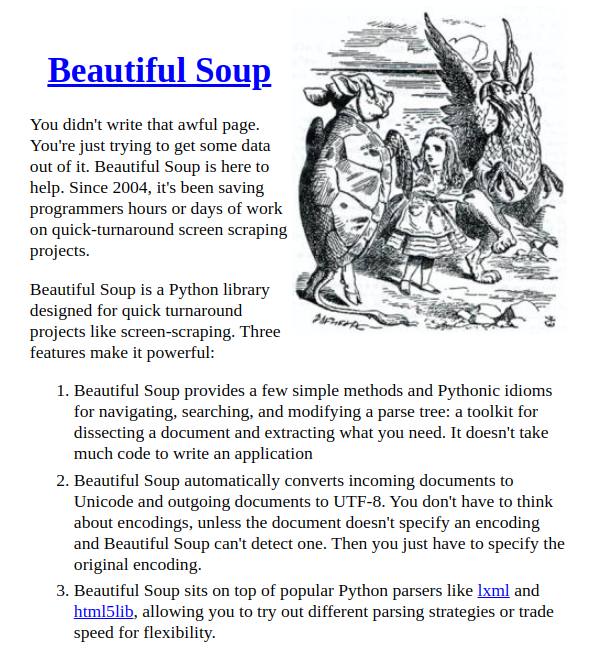 Beautiful Soup
You didn't write that awful page.
You're just trying to get some data
out of it. Beautiful Soup is here to
help. Since 2004, it's been saving
programmers hours or days of work
on quick-turnaround screen scraping
projects.
Beautiful Soup is a Python library
designed for quick turnaround
projects like screen-scraping. Three
features make it powerful:
1. Beautiful Soup provides a few simple methods and Pythonic idioms
for navigating, searching, and modifying a parse tree: a toolkit for
dissecting a document and extracting what you need. It doesn't take
much code to write an application
2. Beautiful Soup automatically converts incoming documents to
Unicode and outgoing documents to UTF-8. You don't have to think
about encodings, unless the document doesn't specify an encoding
and Beautiful Soup can't detect one. Then you just have to specify the
original encoding.
3. Beautiful Soup sits on top of popular Python parsers like lxml and
html5lib, allowing you to try out different parsing strategies or trade
speed for flexibility.